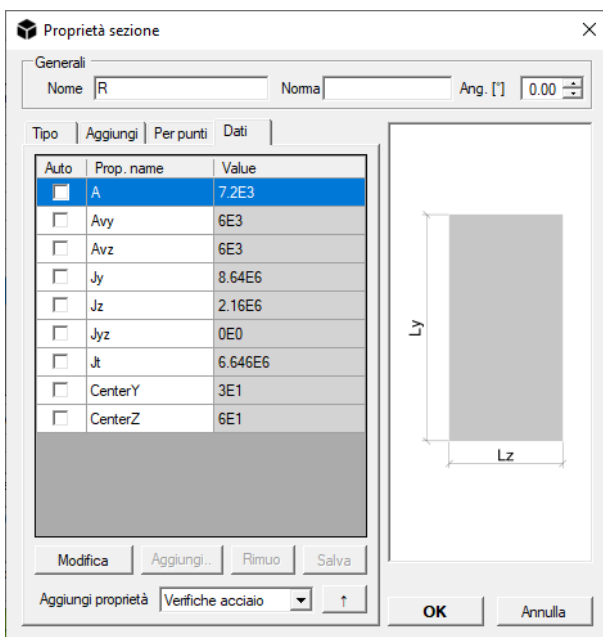 Proprietà sezione
Generali
Nome R Norma Ang. [°] 0.00
Tipo Aggiungi Per punti Dati
Auto Prop. name Value
A 7.2E3
Avy 6E3
Avz 6E3
Jy 8.64E6
Jz 2.16E6
Jyz 0E0
Jt 6.646E6
CenterY 3E1
CenterZ 6E1
Ly
Lz
Modifica Aggiungi.. Rimuo Salva
Aggiungi proprietà Verifiche acciaio ↑
OK Annulla